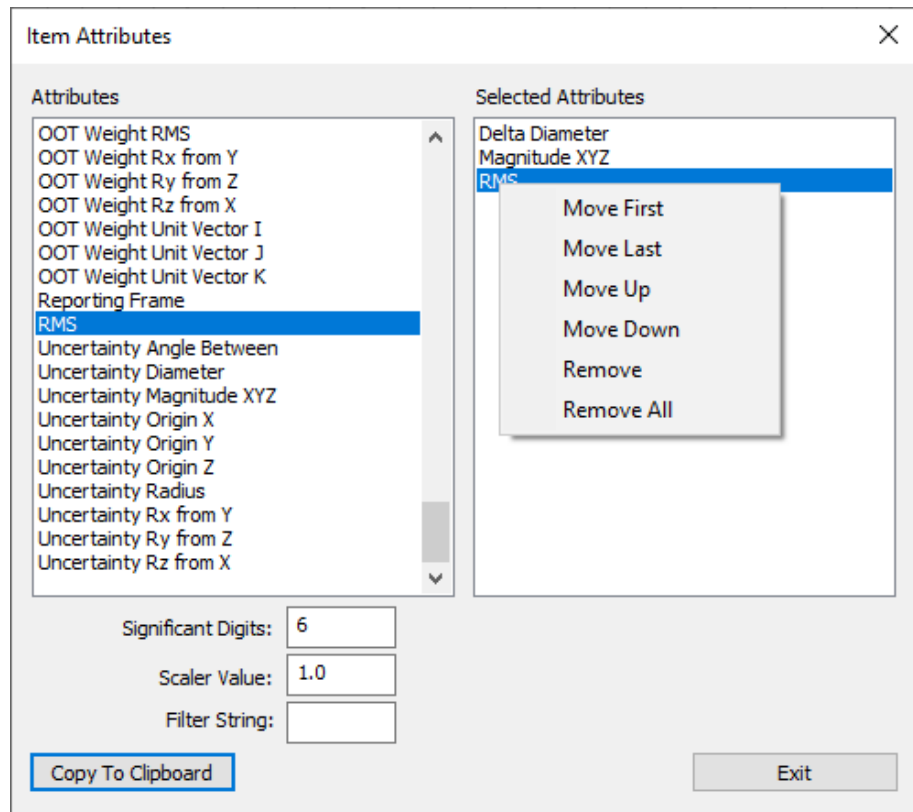 Item Attributes
Attributes
OOT Weight RMS
OOT Weight Rx from Y
OOT Weight Ry from Z
OOT Weight Rz from X
OOT Weight Unit Vector I
OOT Weight Unit Vector J
OOT Weight Unit Vector K
Reporting Frame
RMS
Uncertainty Angle Between
Uncertainty Diameter
Uncertainty Magnitude XYZ
Uncertainty Origin X
Uncertainty Origin Y
Uncertainty Origin Z
Uncertainty Radius
Uncertainty Rx from Y
Uncertainty Ry from Z
Uncertainty Rz from X
Selected Attributes
Delta Diameter
Magnitude XYZ
RMS
Move First
Move Last
Move Up
Move Down
Remove
Remove All
Significant Digits: 6
Scaler Value: 1.0
Filter String:
Copy To Clipboard
Exit